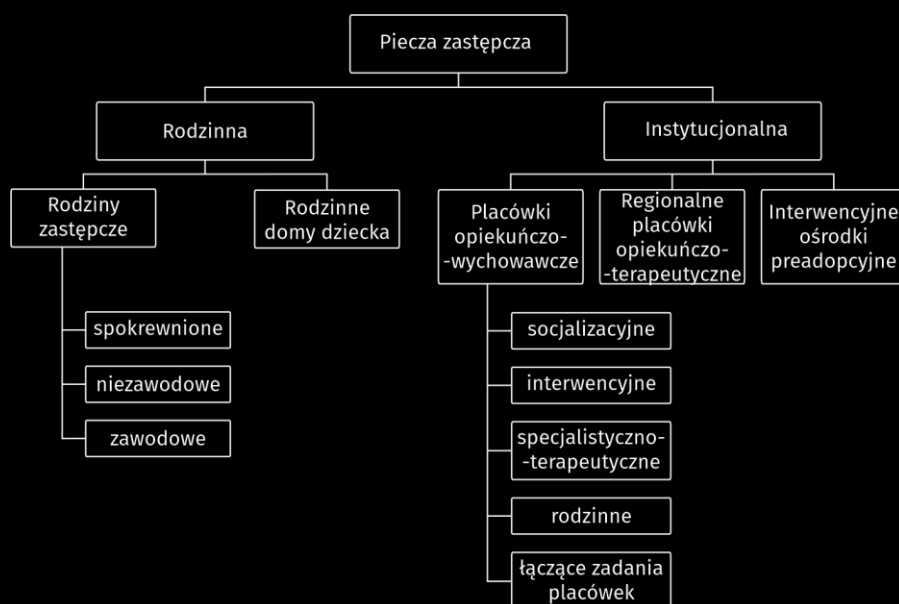 Piecza zastępcza
Rodzinna
Instytucjonalna
Rodziny
zastępcze
Rodzinne
domy dziecka
Placówki
opiekuńczo-
-wychowawcze
Regionalne
placówki
opiekuńczo-
-terapeutyczne
Interwencyjne
ośrodki
preadopcyjne
spokrewnione
niezawodowe
zawodowe
socjalizacyjne
interwencyjne
specjalistyczno-
-terapeutyczne
rodzinne
łączące zadania
placówek